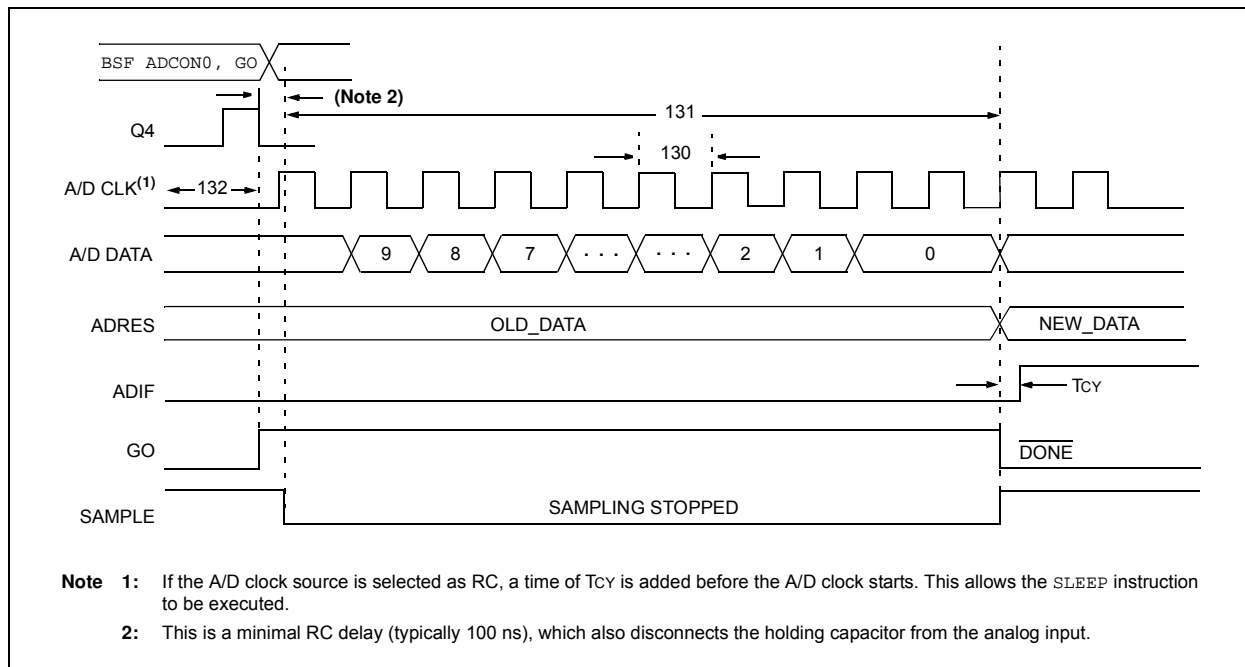 BSF ADCON0, GO
(Note 2)
131
Q4
130
A/D CLK(1)
132
A/D DATA
9 8 7 . . . . . . 2 1 0
ADRES
OLD_DATA
NEW_DATA
ADIF
TCY
GO
DONE
SAMPLE
SAMPLING STOPPED
Note 1: If the A/D clock source is selected as RC, a time of TCY is added before the A/D clock starts. This allows the SLEEP instruction
to be executed.
2: This is a minimal RC delay (typically 100 ns), which also disconnects the holding capacitor from the analog input.